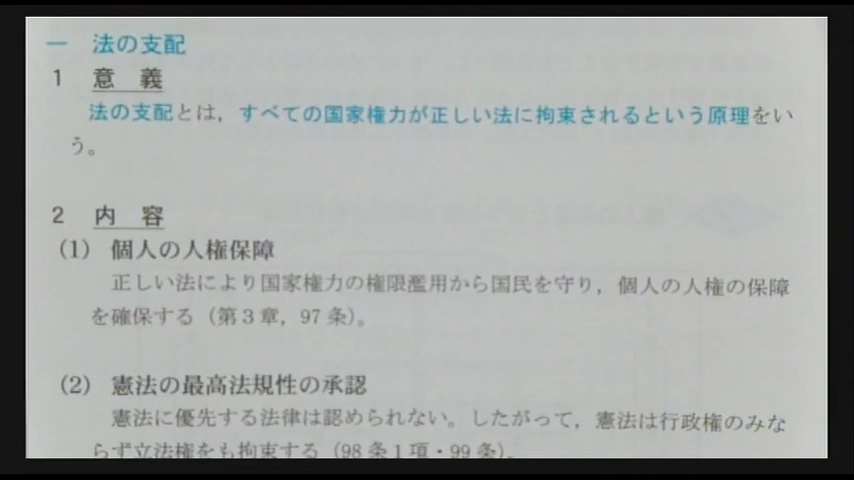 一 法の支配
1 意 義
法の支配とは，すべての国家権力が正しい法に拘束されるという原理をい
う。
2 内 容
(1) 個人の人権保障
正しい法により国家権力の権限濫用から国民を守り，個人の人権の保障
を確保する（第3章，97条）。
(2) 憲法の最高法規性の承認
憲法に優先する法律は認められない。したがって，憲法は行政権のみな
らず立法権をも拘束する（98条1項・99条）。